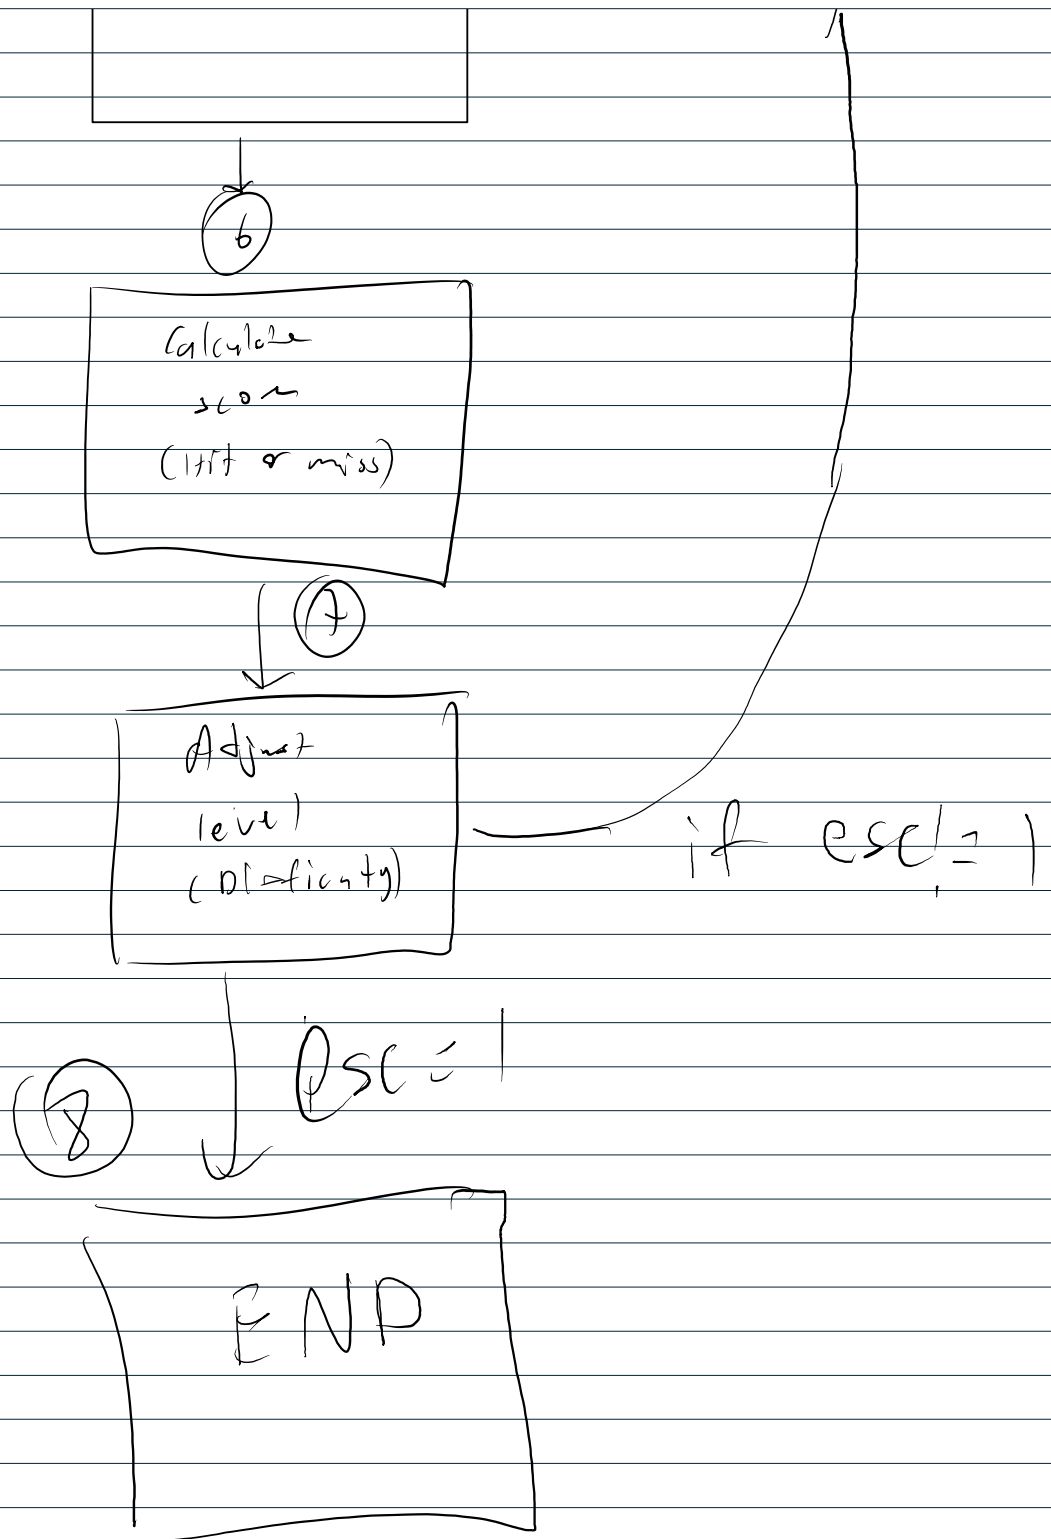 6
Calculate
score
(Hit or miss)
7
Adjust
level
(Dificulty)
if esc != 1
esc = 1
8
END